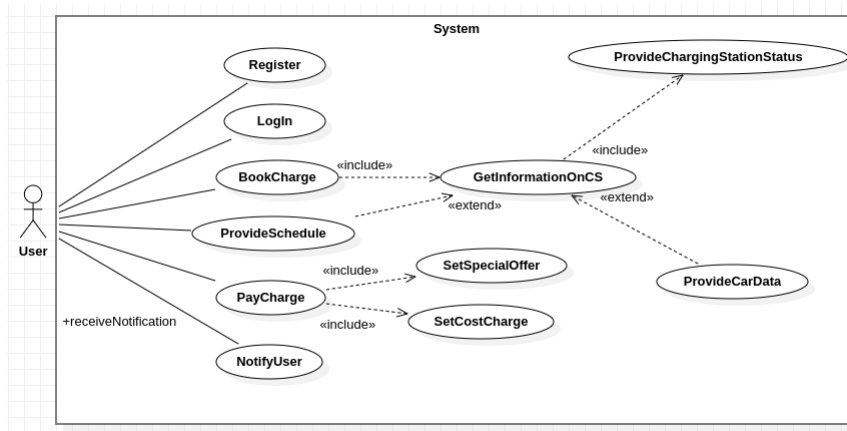 System
Register
ProvideChargingStationStatus
LogIn
«include»
«include»
BookCharge
GetInformationOnCS
«extend»
«extend»
ProvideSchedule
User
SetSpecialOffer
«include»
ProvideCarData
PayCharge
+receiveNotification
«include»
SetCostCharge
NotifyUser